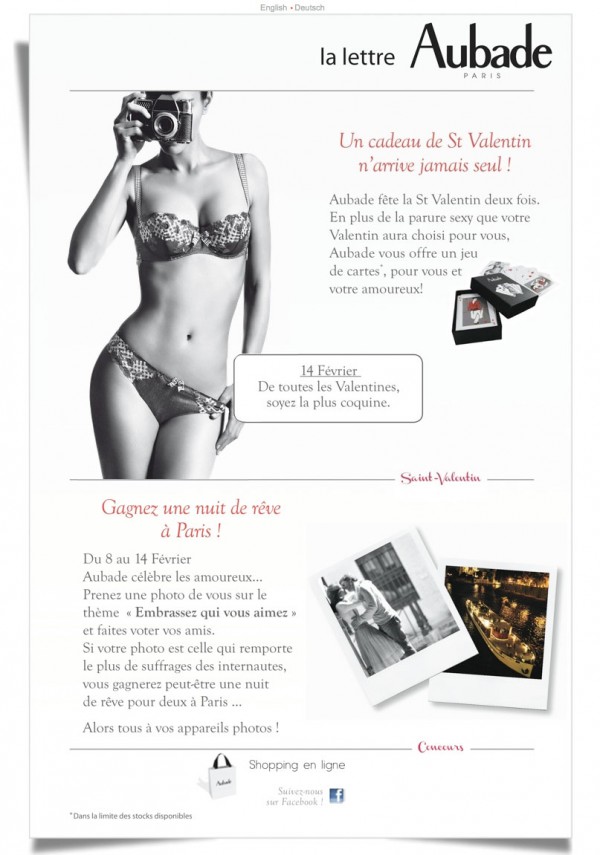 English • Deutsch
la lettre Aubade
PARIS
Un cadeau de St Valentin
n'arrive jamais seul !
Aubade fête la St Valentin deux fois.
En plus de la parure sexy que votre
Valentin aura choisi pour vous,
Aubade vous offre un jeu
de cartes*, pour vous et
votre amoureux!
14 Février
De toutes les Valentines,
soyez la plus coquine.
Saint-Valentin
Gagnez une nuit de rêve
à Paris !
Du 8 au 14 Février
Aubade célèbre les amoureux...
Prenez une photo de vous sur le
thème « Embrassez qui vous aimez »
et faites voter vos amis.
Si votre photo est celle qui remporte
le plus de suffrages des internautes,
vous gagnerez peut-être une nuit
de rêve pour deux à Paris ...
Alors tous à vos appareils photos !
Concours
Aubade
Shopping en ligne
Suivez-nous
sur Facebook !
f
*Dans la limite des stocks disponibles